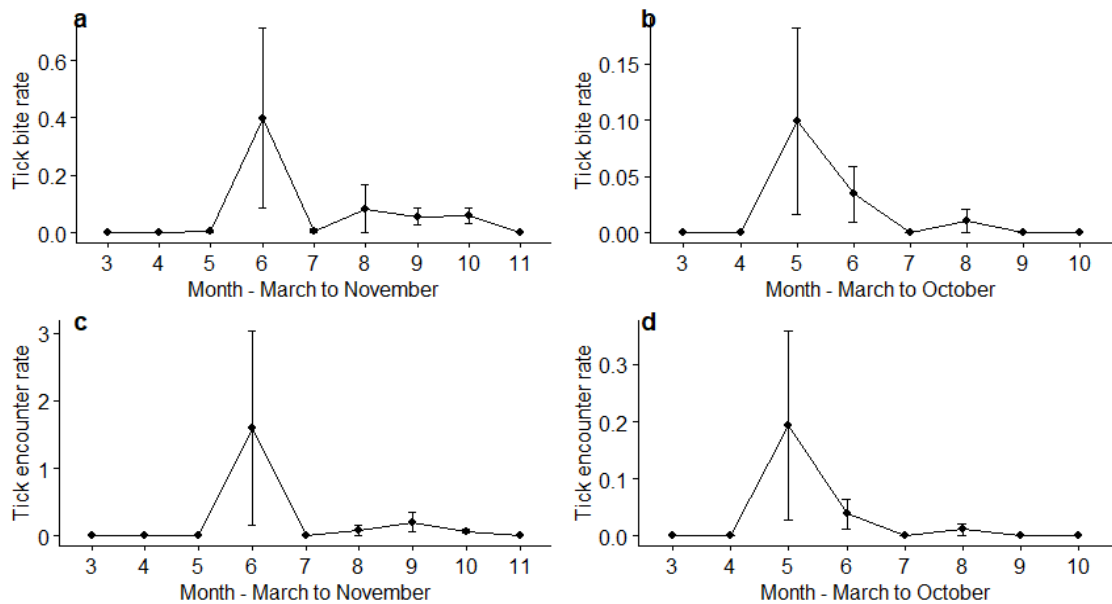 a
Tick bite rate
0.6
0.4
0.2
0.0
3 4 5 6 7 8 9 10 11
Month - March to November
b
Tick bite rate
0.15
0.10
0.05
0.00
3 4 5 6 7 8 9 10
Month - March to October
c
Tick encounter rate
3
2
1
0
3 4 5 6 7 8 9 10 11
Month - March to November
d
Tick encounter rate
0.3
0.2
0.1
0.0
3 4 5 6 7 8 9 10
Month - March to October